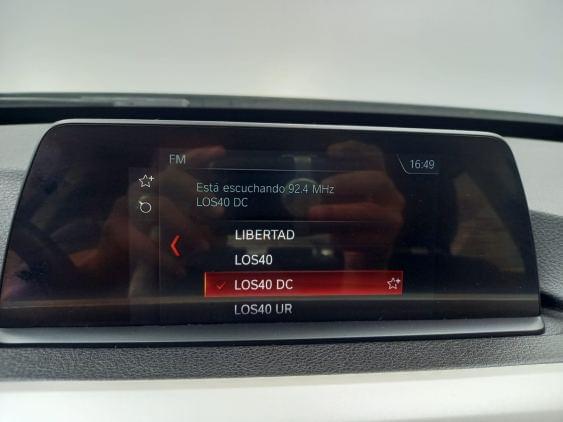 FM
16:49
Está escuchando 92.4 MHz
LOS40 DC
LIBERTAD
LOS40
LOS40 DC
LOS40 UR